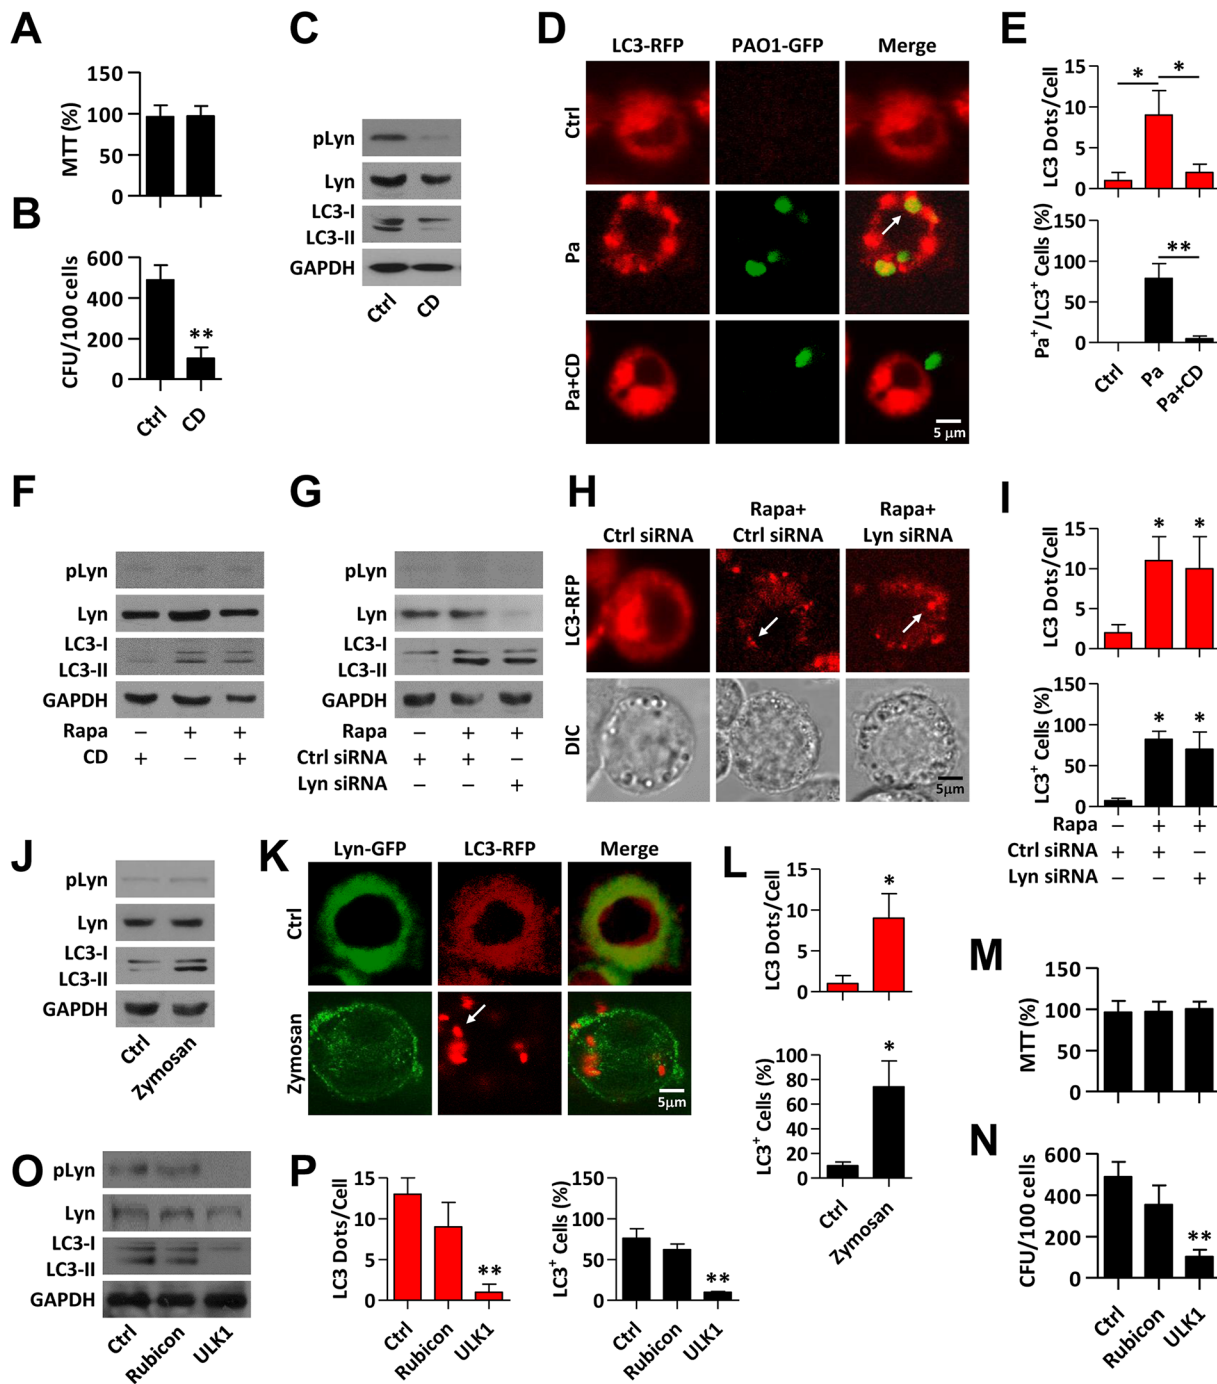 A
MTT (%)
150
100
50
0
B
CFU/100 cells
600
400
200
0
**
Ctrl
CD
C
pLyn
Lyn
LC3-I
LC3-II
GAPDH
Ctrl
CD
D
LC3-RFP PAO1-GFP Merge
Ctrl
Pa
Pa+CD
5 µm
E
LC3 Dots/Cell
15
10
5
0
* *
Pa+/LC3+ Cells (%)
150
100
50
0
**
Ctrl
Pa
Pa+CD
F
pLyn
Lyn
LC3-I
LC3-II
GAPDH
Rapa – + +
CD + – +
G
pLyn
Lyn
LC3-I
LC3-II
GAPDH
Rapa – + +
Ctrl siRNA + + –
Lyn siRNA – – +
H
Ctrl siRNA
Rapa+
Ctrl siRNA
Rapa+
Lyn siRNA
LC3-RFP
DIC
5µm
I
LC3 Dots/Cell
15
10
5
0
* *
LC3+ Cells (%)
150
100
50
0
* *
Rapa – + +
Ctrl siRNA + + –
Lyn siRNA – – +
J
pLyn
Lyn
LC3-I
LC3-II
GAPDH
Ctrl
Zymosan
K
Lyn-GFP LC3-RFP Merge
Ctrl
Zymosan
5µm
L
LC3 Dots/Cell
15
10
5
0
*
LC3+ Cells (%)
100
80
60
40
20
0
*
Ctrl
Zymosan
M
MTT (%)
150
100
50
0
N
CFU/100 cells
600
400
200
0
**
Ctrl
Rubicon
ULK1
O
pLyn
Lyn
LC3-I
LC3-II
GAPDH
Ctrl
Rubicon
ULK1
P
LC3 Dots/Cell
15
10
5
0
**
Ctrl
Rubicon
ULK1
LC3+ Cells (%)
150
100
50
0
**
Ctrl
Rubicon
ULK1